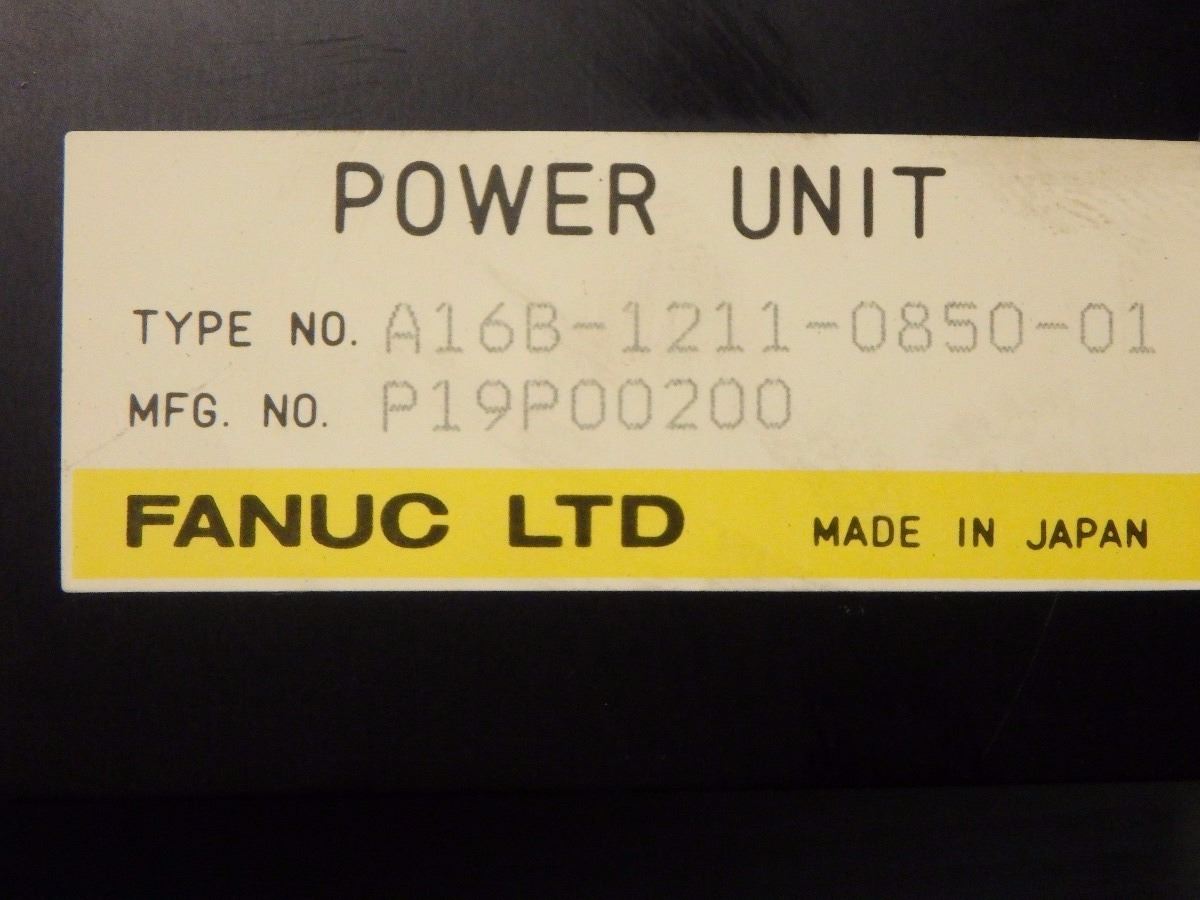 POWER UNIT
TYPE NO. A16B-1211-0850-01
MFG. NO. P19P00200
FANUC LTD MADE IN JAPAN